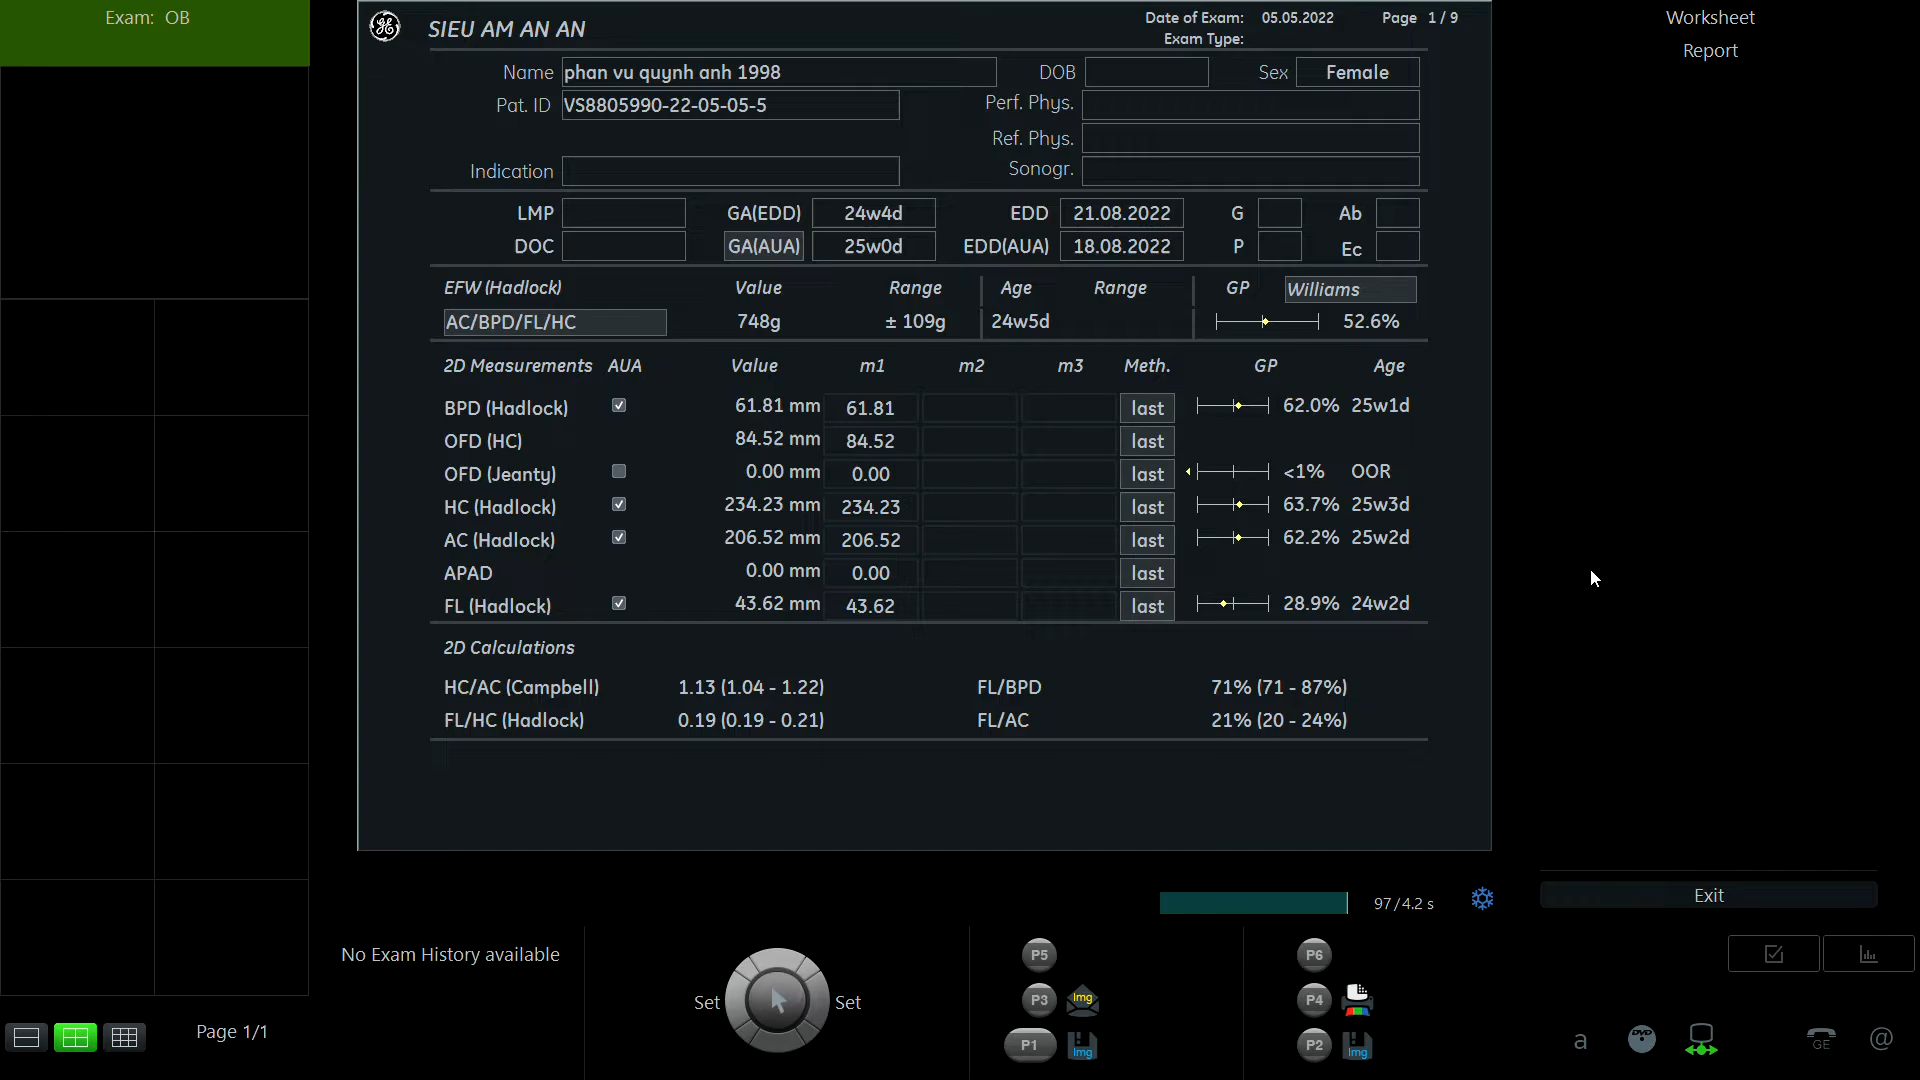 Exam: OB
SIEU AM AN AN
Date of Exam: 05.05.2022 Page 1 / 9
Exam Type:
Worksheet
Report
Name phan vu quynh anh 1998 DOB Sex Female
Pat. ID VS8805990-22-05-05-5 Perf. Phys.
Ref. Phys.
Indication Sonogr.
LMP GA(EDD) 24w4d EDD 21.08.2022 G Ab
DOC GA(AUA) 25w0d EDD(AUA) 18.08.2022 P Ec
EFW (Hadlock) Value Range Age Range GP Williams
AC/BPD/FL/HC 748g ± 109g 24w5d 52.6%
2D Measurements AUA Value m1 m2 m3 Meth. GP Age
BPD (Hadlock) 61.81 mm 61.81 last 62.0% 25w1d
OFD (HC) 84.52 mm 84.52 last
OFD (Jeanty) 0.00 mm 0.00 last <1% OOR
HC (Hadlock) 234.23 mm 234.23 last 63.7% 25w3d
AC (Hadlock) 206.52 mm 206.52 last 62.2% 25w2d
APAD 0.00 mm 0.00 last
FL (Hadlock) 43.62 mm 43.62 last 28.9% 24w2d
2D Calculations
HC/AC (Campbell) 1.13 (1.04 - 1.22) FL/BPD 71% (71 - 87%)
FL/HC (Hadlock) 0.19 (0.19 - 0.21) FL/AC 21% (20 - 24%)
97 / 4.2 s
Exit
No Exam History available
Set Set
P5 P6
P3 Img P4
P1 Img P2 Img
Page 1/1
a DVD GE @